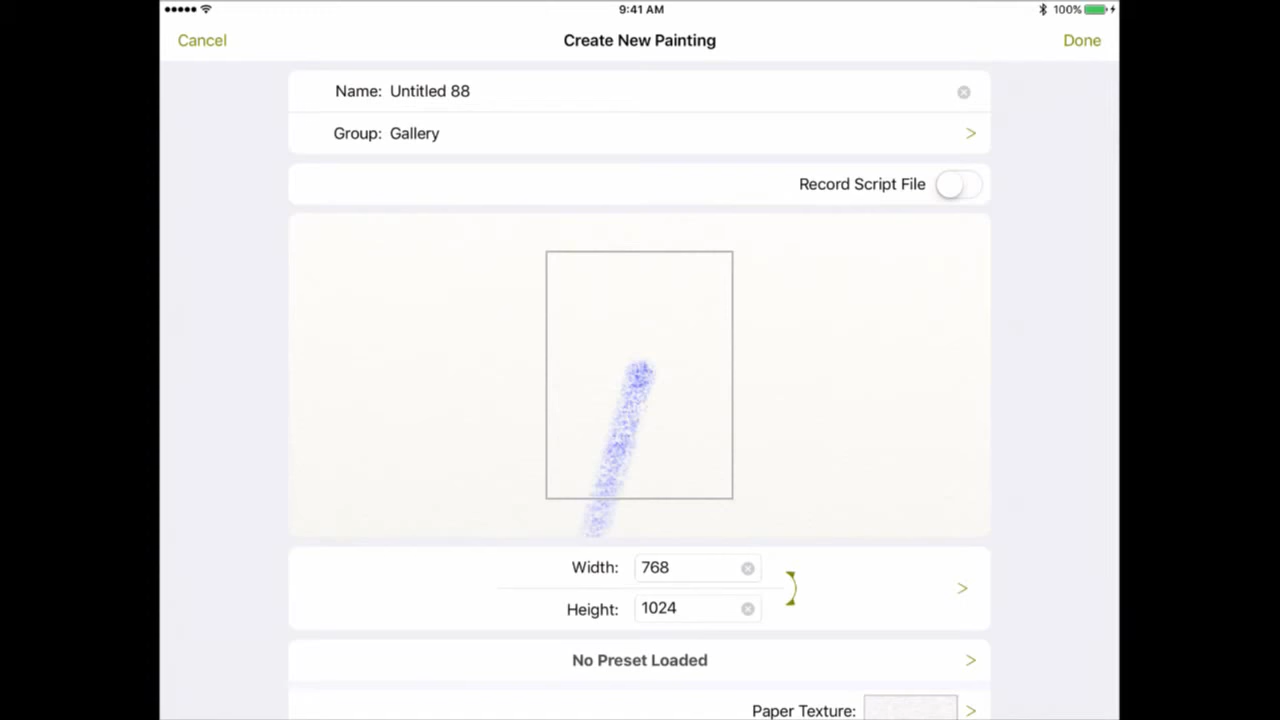 9:41 AM
100%
Cancel
Create New Painting
Done
Name: Untitled 88
Group: Gallery
Record Script File
Width: 768
Height: 1024
No Preset Loaded
Paper Texture: